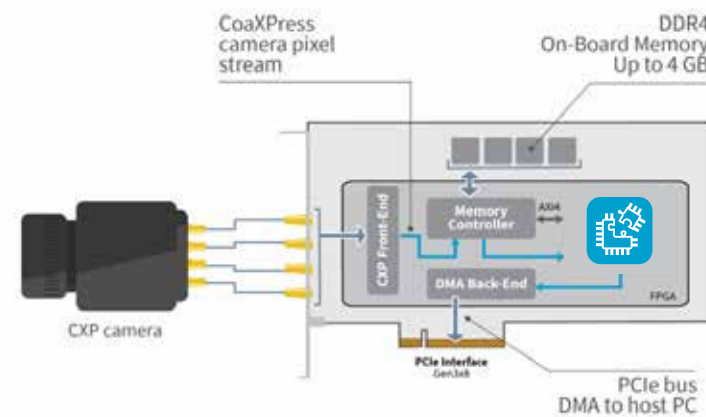 CoaXPress
camera pixel
stream
DDR4
On-Board Memory
Up to 4 GB
CXP Front-End
Memory
Controller
AXI4
DMA Back-End
FPGA
CXP camera
PCIe Interface
Gen3x8
PCIe bus
DMA to host PC